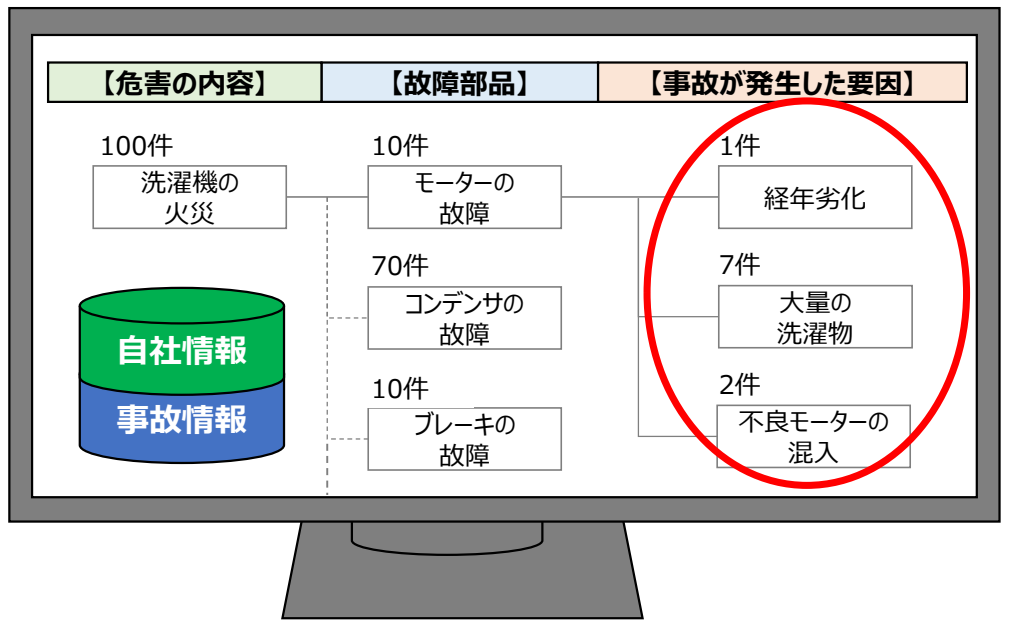 【危害の内容】 【故障部品】 【事故が発生した要因】
100件
洗濯機の
火災
10件
モーターの
故障
1件
経年劣化
70件
コンデンサの
故障
7件
大量の
洗濯物
10件
ブレーキの
故障
2件
不良モーターの
混入
自社情報
事故情報